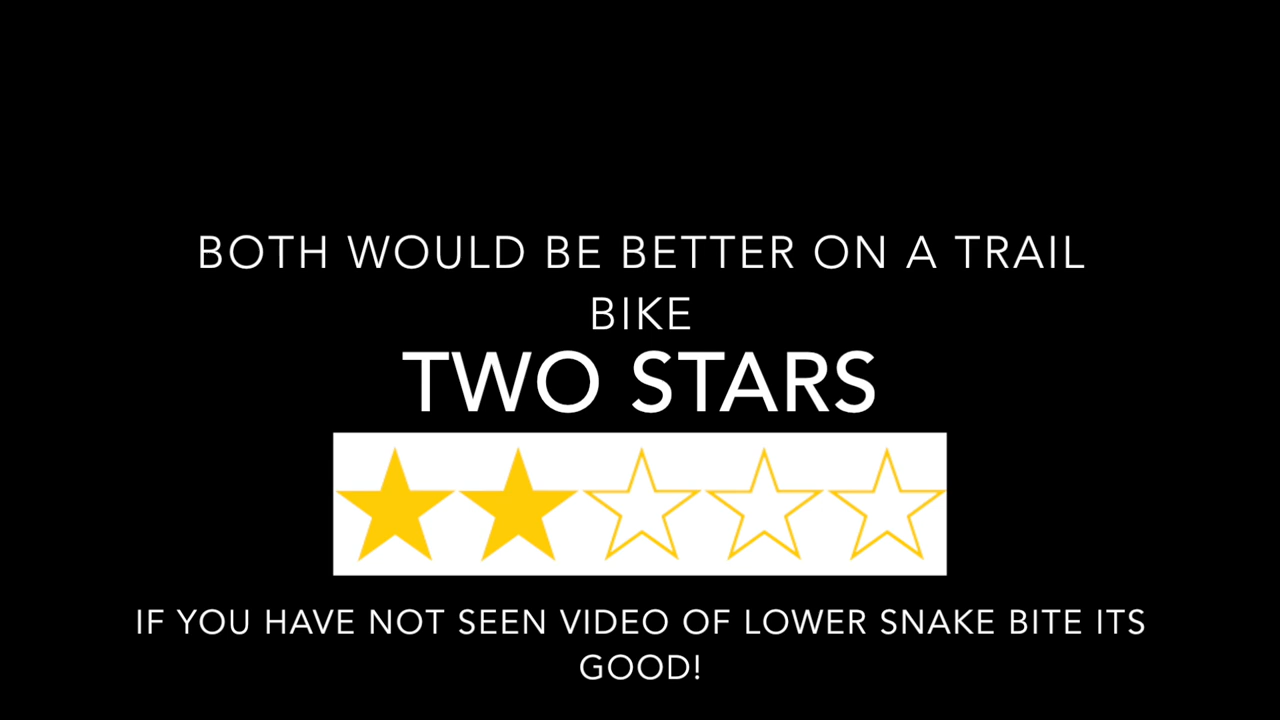 BOTH WOULD BE BETTER ON A TRAIL
BIKE
TWO STARS
IF YOU HAVE NOT SEEN VIDEO OF LOWER SNAKE BITE ITS
GOOD!